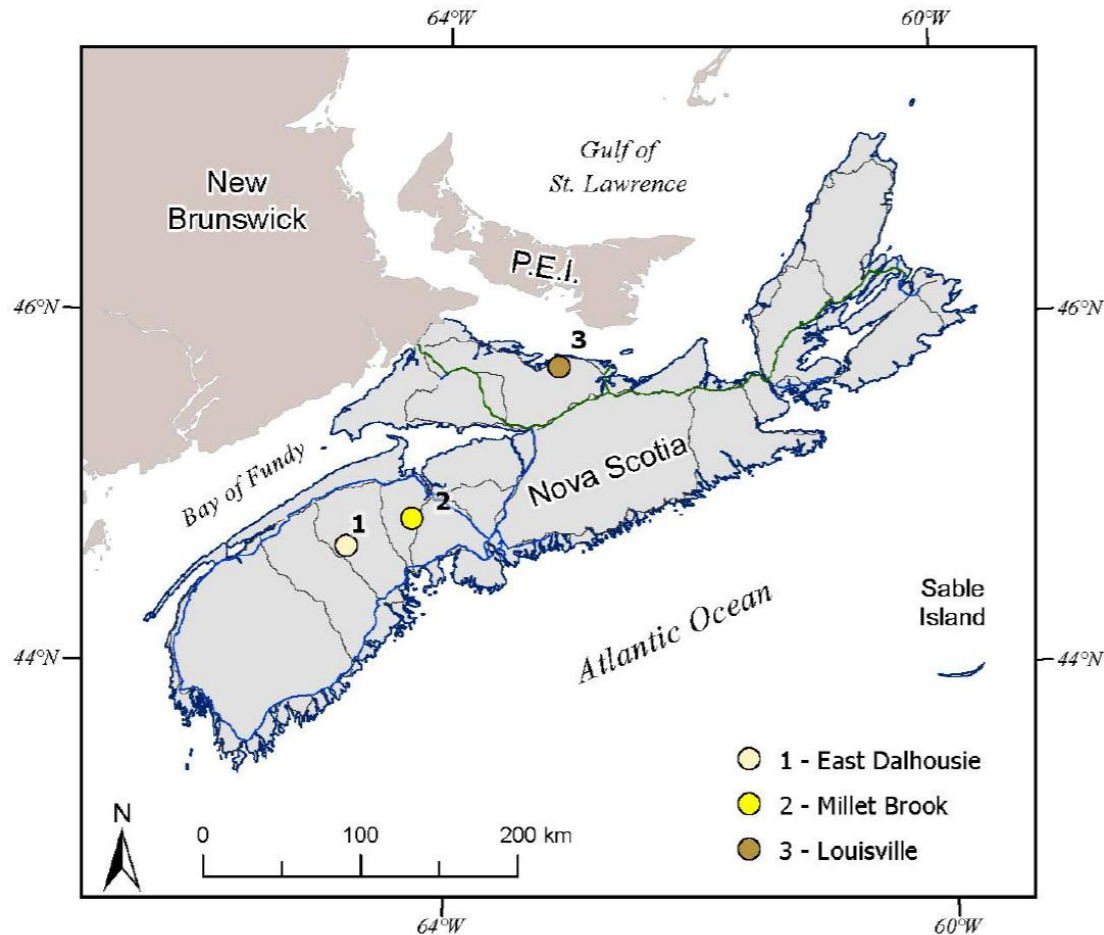 64°W
60°W
Gulf of
St. Lawrence
New
Brunswick
P.E.I.
46°N
46°N
3
Bay of Fundy
Nova Scotia
2
1
Sable
Island
Atlantic Ocean
44°N
44°N
1 - East Dalhousie
N
0 100 200 km
2 - Millet Brook
3 - Louisville
64°W
60°W